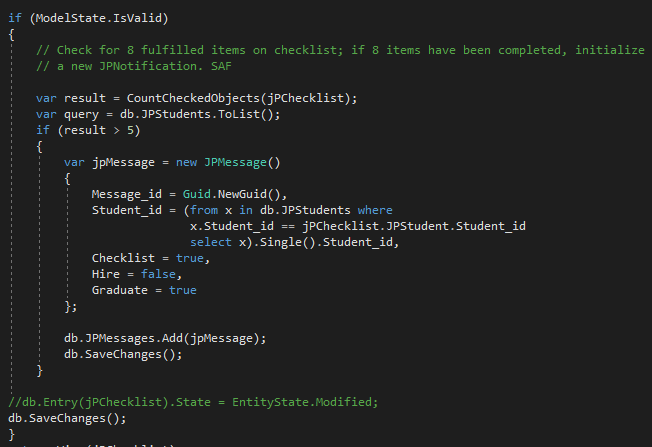 if (ModelState.IsValid)
{
// Check for 8 fulfilled items on checklist; if 8 items have been completed, initialize
// a new JPNotification. SAF
var result = CountCheckedObjects(jPChecklist);
var query = db.JPStudents.ToList();
if (result > 5)
{
var jpMessage = new JPMessage()
{
Message_id = Guid.NewGuid(),
Student_id = (from x in db.JPStudents where
x.Student_id == jPChecklist.JPStudent.Student_id
select x).Single().Student_id,
Checklist = true,
Hire = false,
Graduate = true
};
db.JPMessages.Add(jpMessage);
db.SaveChanges();
}
//db.Entry(jPChecklist).State = EntityState.Modified;
db.SaveChanges();
}